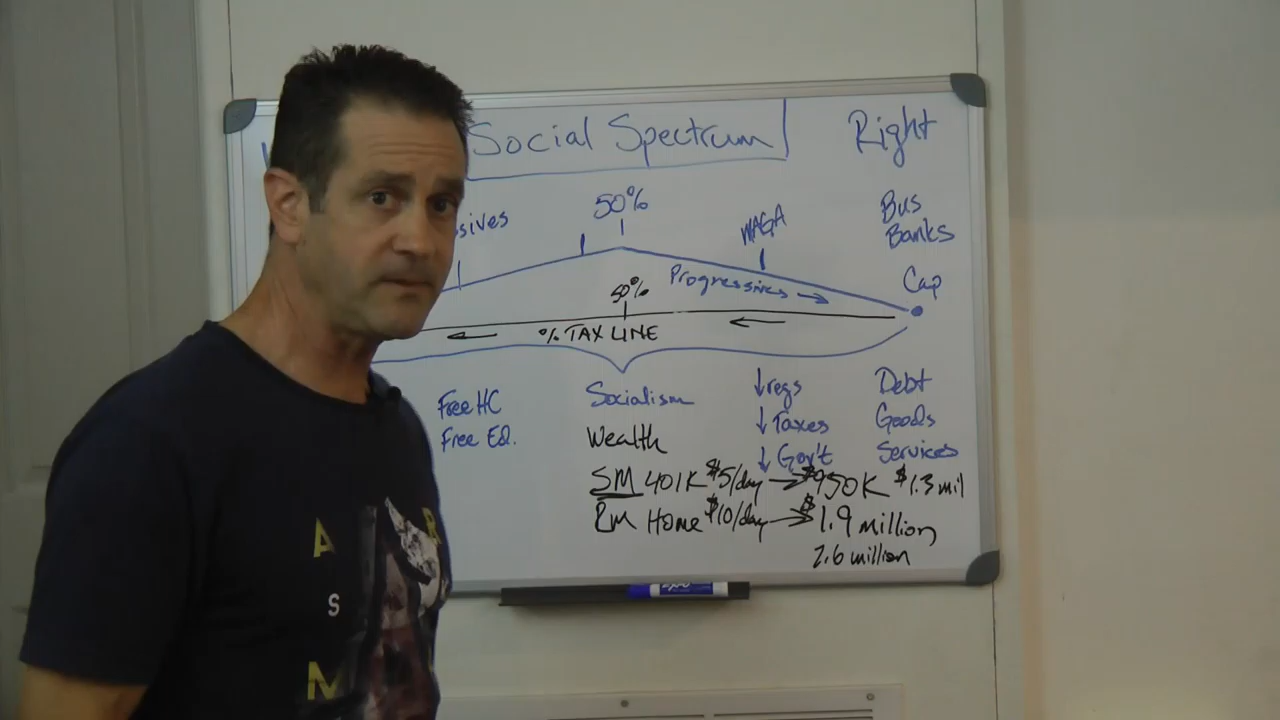 Social Spectrum
Right
50%
MAGA
Bus
Banks
Cap
Progressives →
50%
← % TAX LINE ←
Free HC
Free Ed.
Socialism
Wealth
↓ regs
↓ Taxes
↓ Gov't
Debt
Goods
Services
SM 401K $5/day → $950K $1.3 mil
RM Home $10/day → $1.9 million
2.6 million
A
S
M
R